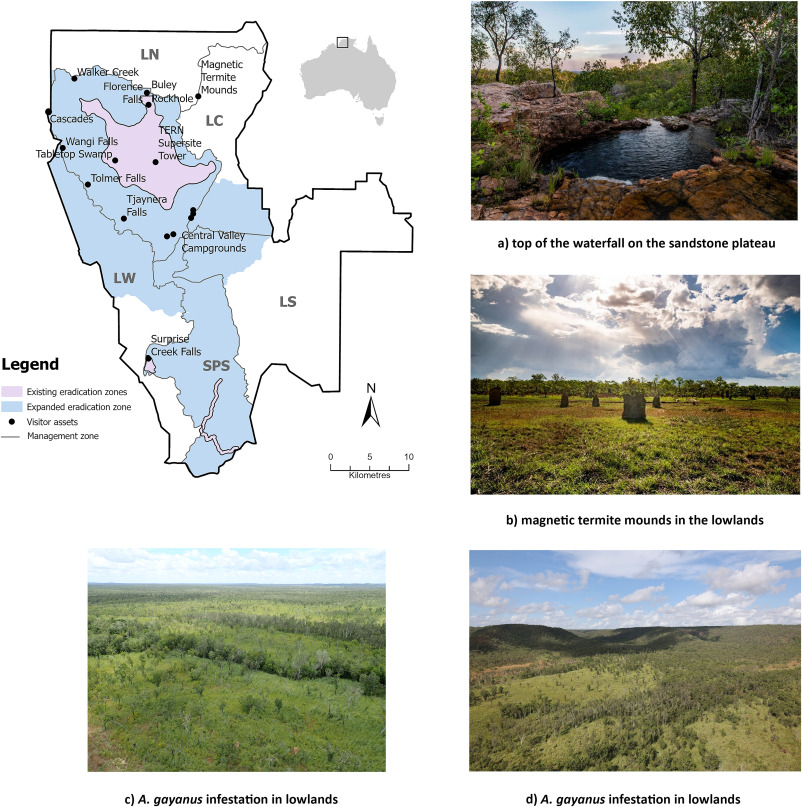 LN
Walker Creek
Florence
Falls
Buley
Rockhole
Magnetic
Termite
Mounds
LC
Cascades
TERN
Supersite
Tower
Wangi Falls
Tabletop Swamp
Tolmer Falls
Tjaynera
Falls
Central Valley
Campgrounds
LW
LS
Surprise
Creek Falls
SPS
Legend
Existing eradication zones
Expanded eradication zone
Visitor assets
Management zone
N
0 5 10
Kilometres
a) top of the waterfall on the sandstone plateau
b) magnetic termite mounds in the lowlands
c) A. gayanus infestation in lowlands
d) A. gayanus infestation in lowlands